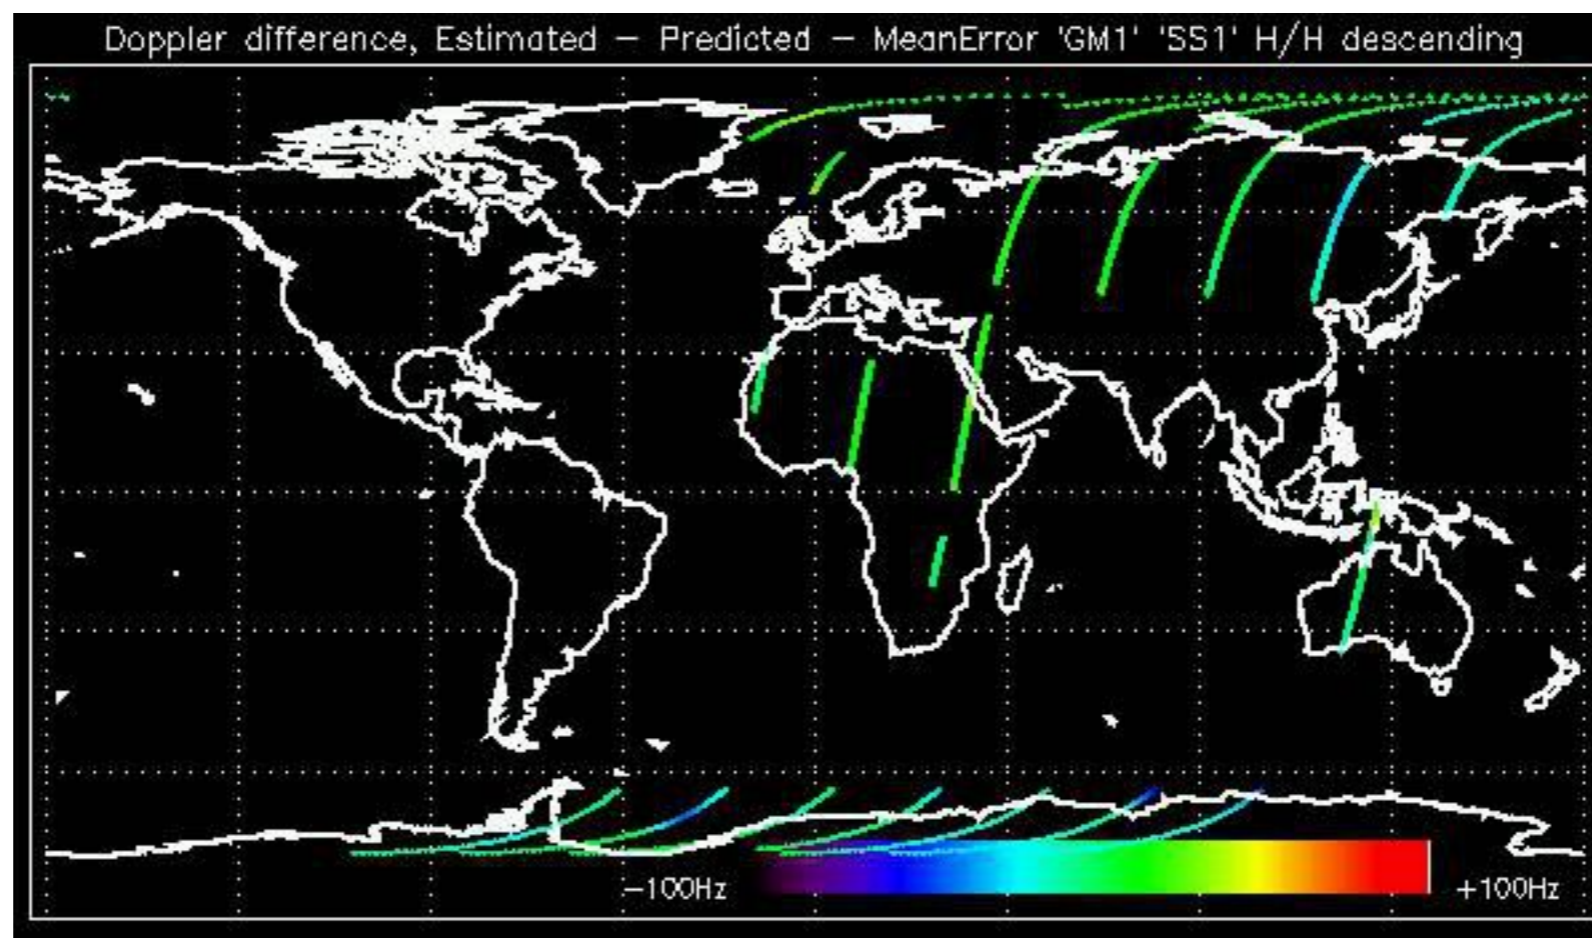 Doppler difference, Estimated − Predicted − MeanError 'GM1' 'SS1' H/H descending
−100Hz
+100Hz